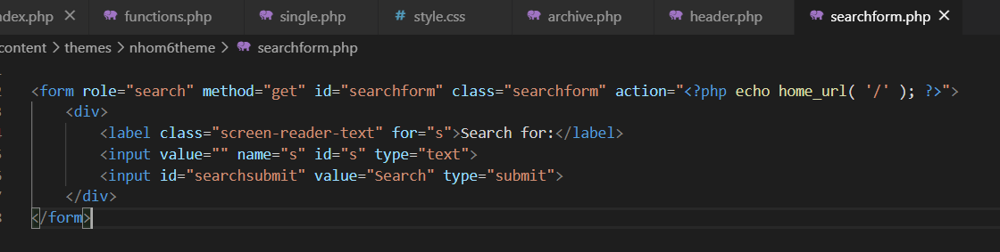 ndex.php functions.php single.php style.css archive.php header.php searchform.php
content > themes > nhom6theme > searchform.php
<form role="search" method="get" id="searchform" class="searchform" action="<?php echo home_url( '/' ); ?>">
<div>
<label class="screen-reader-text" for="s">Search for:</label>
<input value="" name="s" id="s" type="text">
<input id="searchsubmit" value="Search" type="submit">
</div>
</form>